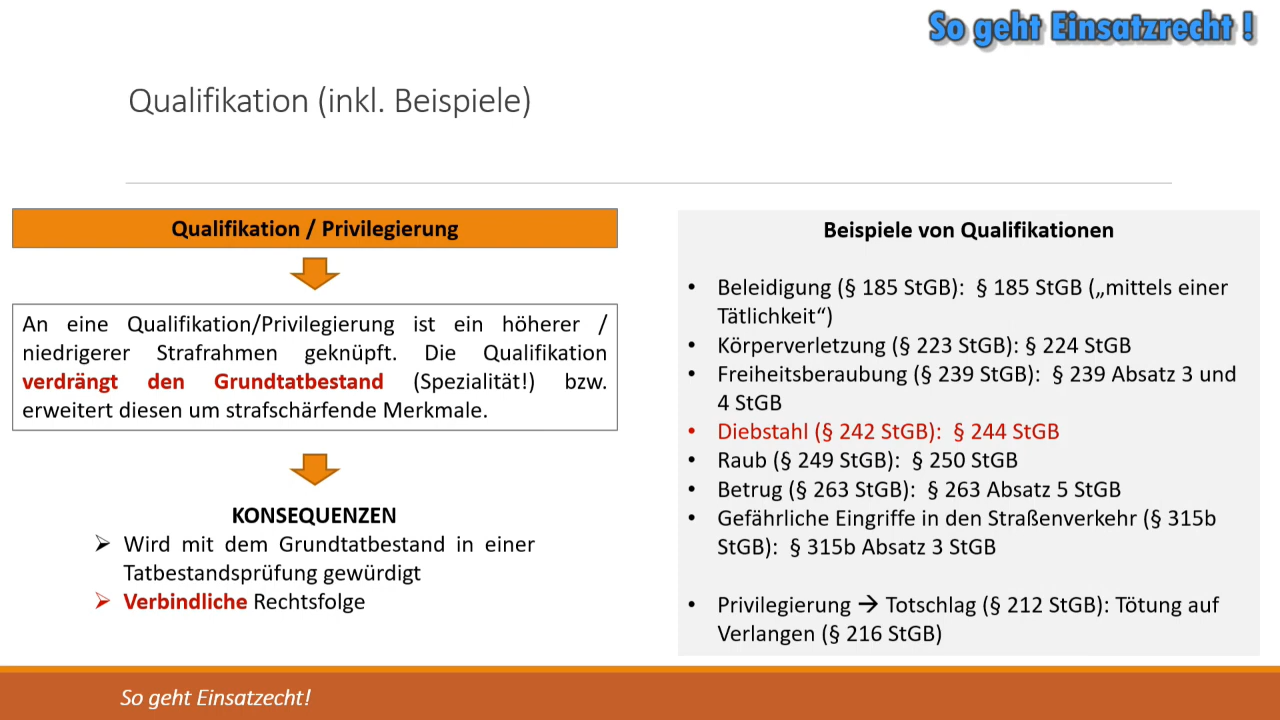 So geht Einsatzrecht !
Qualifikation (inkl. Beispiele)
Qualifikation / Privilegierung
An eine Qualifikation/Privilegierung ist ein höherer /
niedrigerer Strafrahmen geknüpft. Die Qualifikation
verdrängt den Grundtatbestand (Spezialität!) bzw.
erweitert diesen um strafschärfende Merkmale.
KONSEQUENZEN
➢ Wird mit dem Grundtatbestand in einer
Tatbestandsprüfung gewürdigt
➢ Verbindliche Rechtsfolge
Beispiele von Qualifikationen
• Beleidigung (§ 185 StGB): § 185 StGB („mittels einer
Tätlichkeit“)
• Körperverletzung (§ 223 StGB): § 224 StGB
• Freiheitsberaubung (§ 239 StGB): § 239 Absatz 3 und
4 StGB
• Diebstahl (§ 242 StGB): § 244 StGB
• Raub (§ 249 StGB): § 250 StGB
• Betrug (§ 263 StGB): § 263 Absatz 5 StGB
• Gefährliche Eingriffe in den Straßenverkehr (§ 315b
StGB): § 315b Absatz 3 StGB
• Privilegierung → Totschlag (§ 212 StGB): Tötung auf
Verlangen (§ 216 StGB)
So geht Einsatzecht!